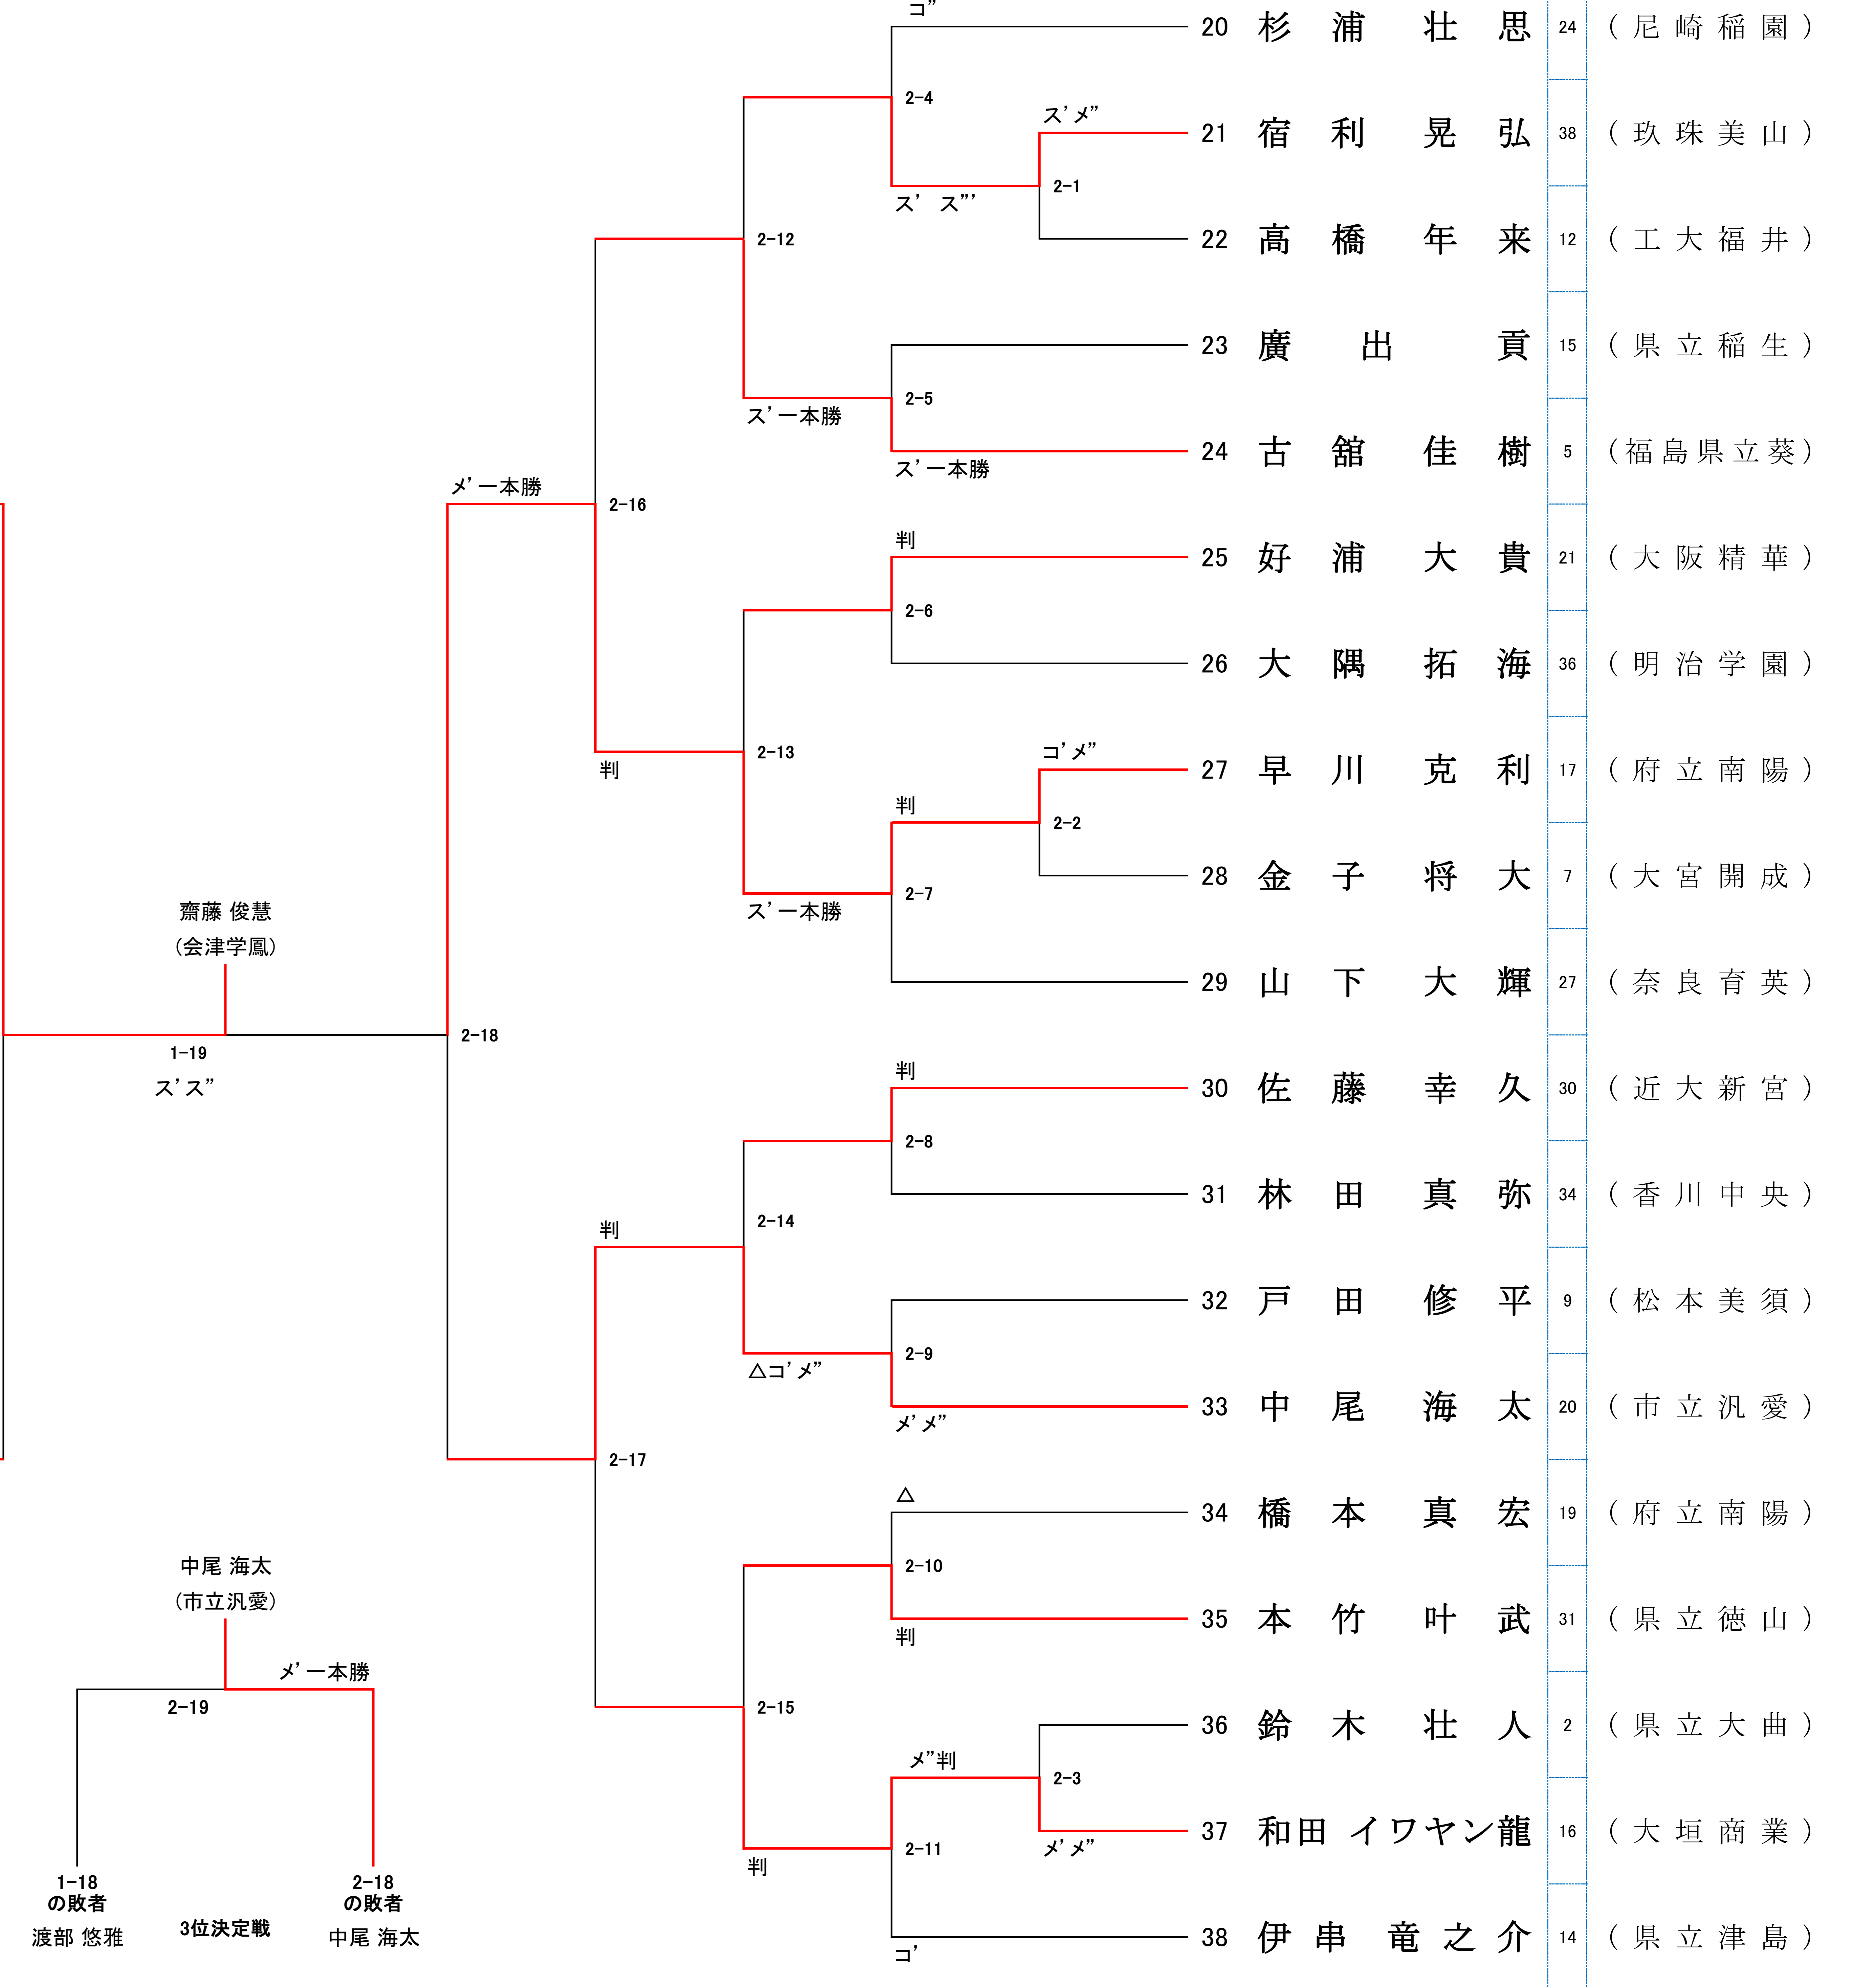 コ”
20 杉浦 壮思 24 (尼崎稲園)
2-4
ス’メ”
21 宿利 晃弘 38 (玖珠美山)
2-1
ス’ ス”’
2-12
22 高橋 年来 12 (工大福井)
23 廣出 貢 15 (県立稲生)
2-5
ス’一本勝
24 古舘 佳樹 5 (福島県立葵)
ス’一本勝
メ’一本勝
2-16
判
25 好浦 大貴 21 (大阪精華)
2-6
26 大隅 拓海 36 (明治学園)
2-13
コ’メ”
27 早川 克利 17 (府立南陽)
判
判
2-2
28 金子 将大 7 (大宮開成)
2-7
ス’一本勝
齋藤 俊慧
(会津学鳳)
29 山下 大輝 27 (奈良育英)
2-18
1-19
ス’ス”
判
30 佐藤 幸久 30 (近大新宮)
2-8
31 林田 真弥 34 (香川中央)
2-14
判
32 戸田 修平 9 (松本美須)
2-9
△コ’メ”
33 中尾 海太 20 (市立汎愛)
メ’メ”
2-17
△
34 橋本 真宏 19 (府立南陽)
2-10
中尾 海太
(市立汎愛)
35 本竹 叶武 31 (県立徳山)
判
メ’一本勝
2-19
2-15
36 鈴木 壮人 2 (県立大曲)
メ”判
2-3
37 和田 イワヤン龍 16 (大垣商業)
メ’メ”
2-11
判
1-18
の敗者
渡部 悠雅
3位決定戦
2-18
の敗者
中尾 海太
38 伊串 竜之介 14 (県立津島)
コ’